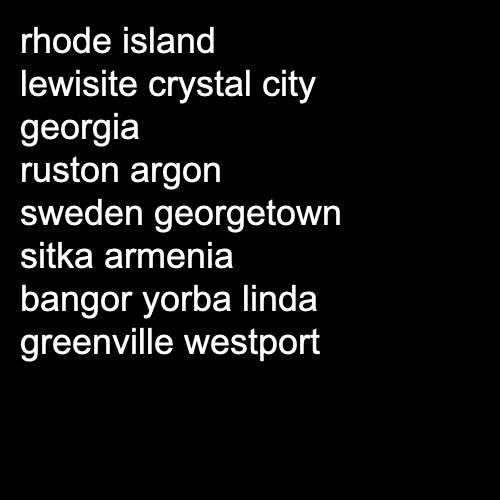 rhode island
lewisite crystal city
georgia
ruston argon
sweden georgetown
sitka armenia
bangor yorba linda
greenville westport